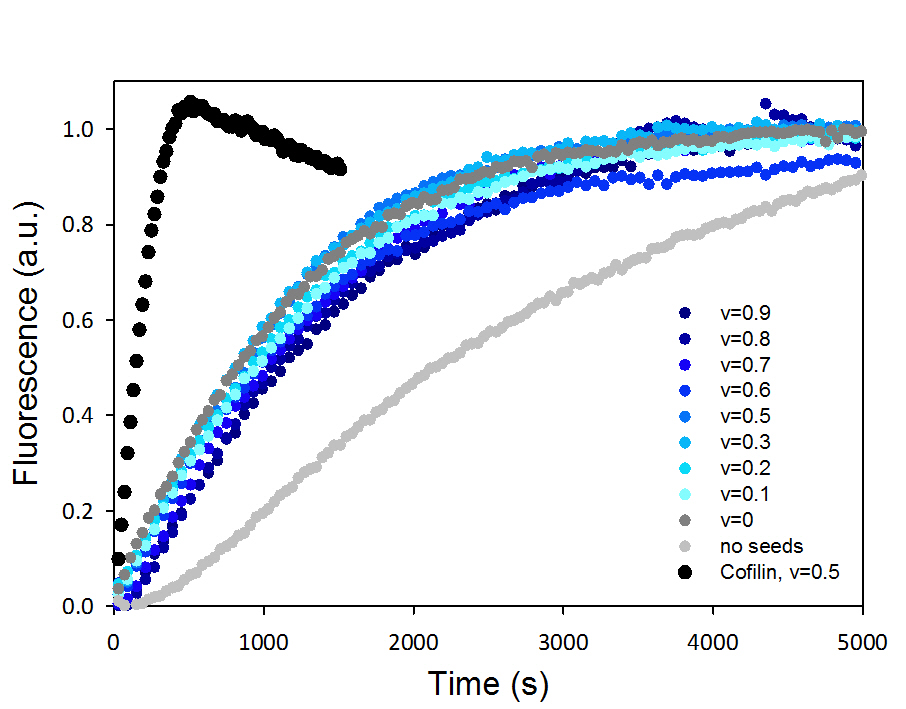 Fluorescence (a.u.)
1.0
0.8
0.6
0.4
0.2
0.0
v=0.9
v=0.8
v=0.7
v=0.6
v=0.5
v=0.3
v=0.2
v=0.1
v=0
no seeds
Cofilin, v=0.5
0 1000 2000 3000 4000 5000
Time (s)